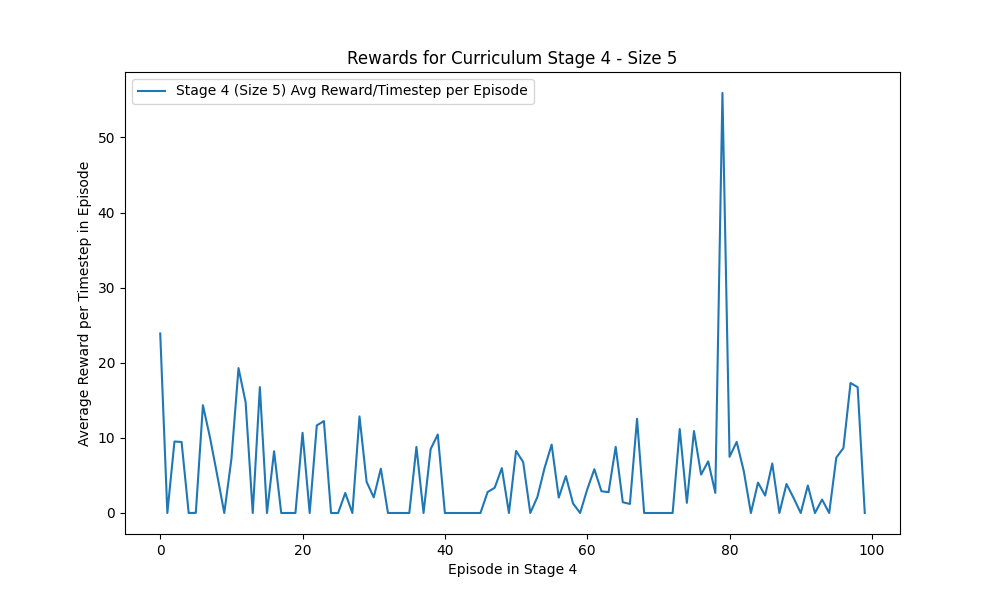 Rewards for Curriculum Stage 4 - Size 5
Stage 4 (Size 5) Avg Reward/Timestep per Episode
Average Reward per Timestep in Episode
50
40
30
20
10
0
0 20 40 60 80 100
Episode in Stage 4